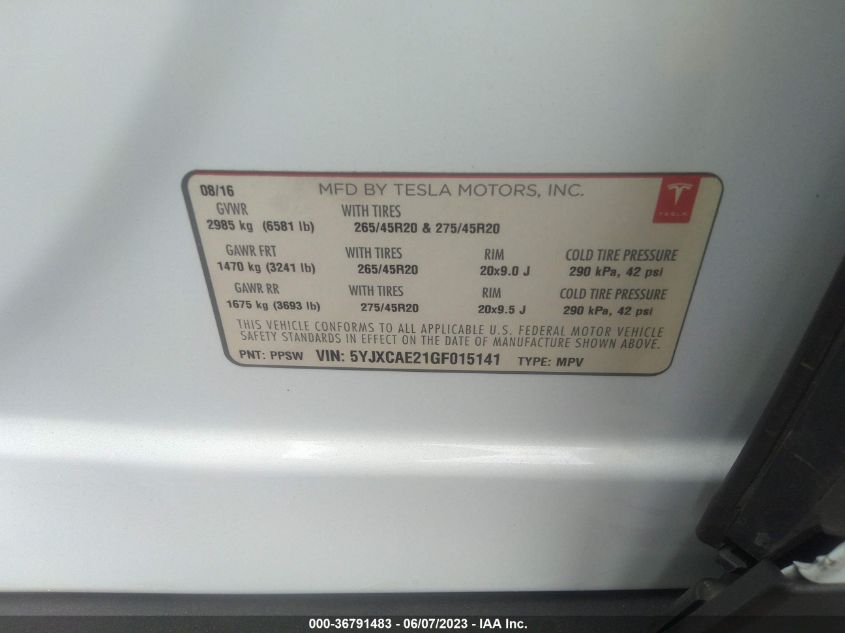 08/16 MFD BY TESLA MOTORS, INC.
TESLA
GVWR WITH TIRES
2985 kg (6581 lb) 265/45R20 & 275/45R20
GAWR FRT WITH TIRES RIM COLD TIRE PRESSURE
1470 kg (3241 lb) 265/45R20 20x9.0 J 290 kPa, 42 psi
GAWR RR WITH TIRES RIM COLD TIRE PRESSURE
1675 kg (3693 lb) 275/45R20 20x9.5 J 290 kPa, 42 psi
THIS VEHICLE CONFORMS TO ALL APPLICABLE U.S. FEDERAL MOTOR VEHICLE
SAFETY STANDARDS IN EFFECT ON THE DATE OF MANUFACTURE SHOWN ABOVE.
PNT: PPSW VIN: 5YJXCAE21GF015141 TYPE: MPV
000-36791483 - 06/07/2023 - IAA Inc.